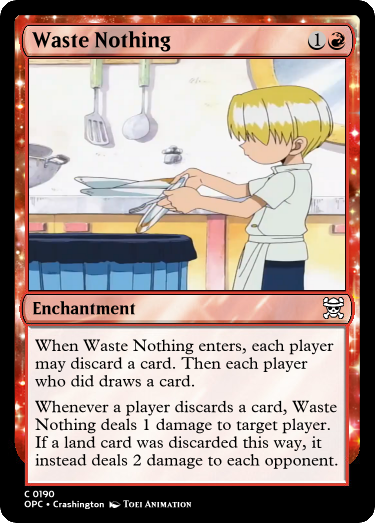 Waste Nothing 1
Enchantment
When Waste Nothing enters, each player
may discard a card. Then each player
who did draws a card.
Whenever a player discards a card, Waste
Nothing deals 1 damage to target player.
If a land card was discarded this way, it
instead deals 2 damage to each opponent.
C 0190
OPC • Crashington TOEI ANIMATION